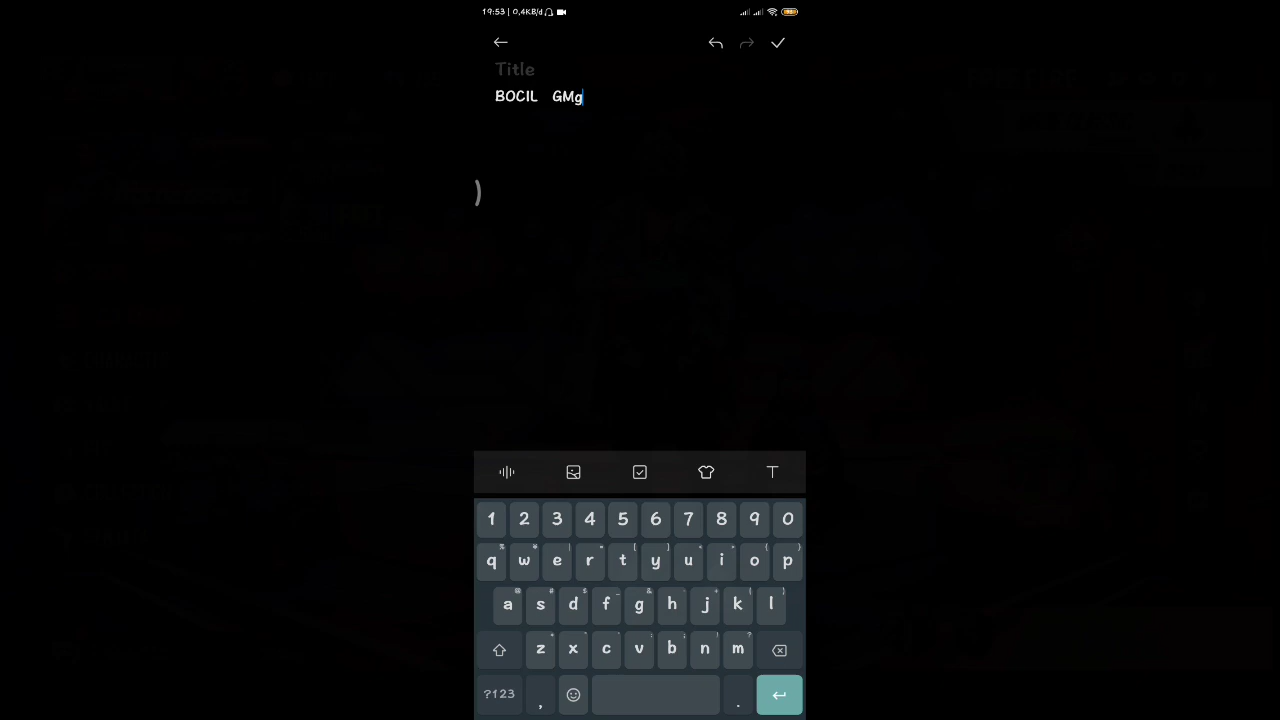 19:53 | 0,4KB/d
Title
BOCIL GMg
1 2 3 4 5 6 7 8 9 0
q w e r t y u i o p
a s d f g h j k l
z x c v b n m
?123 , .